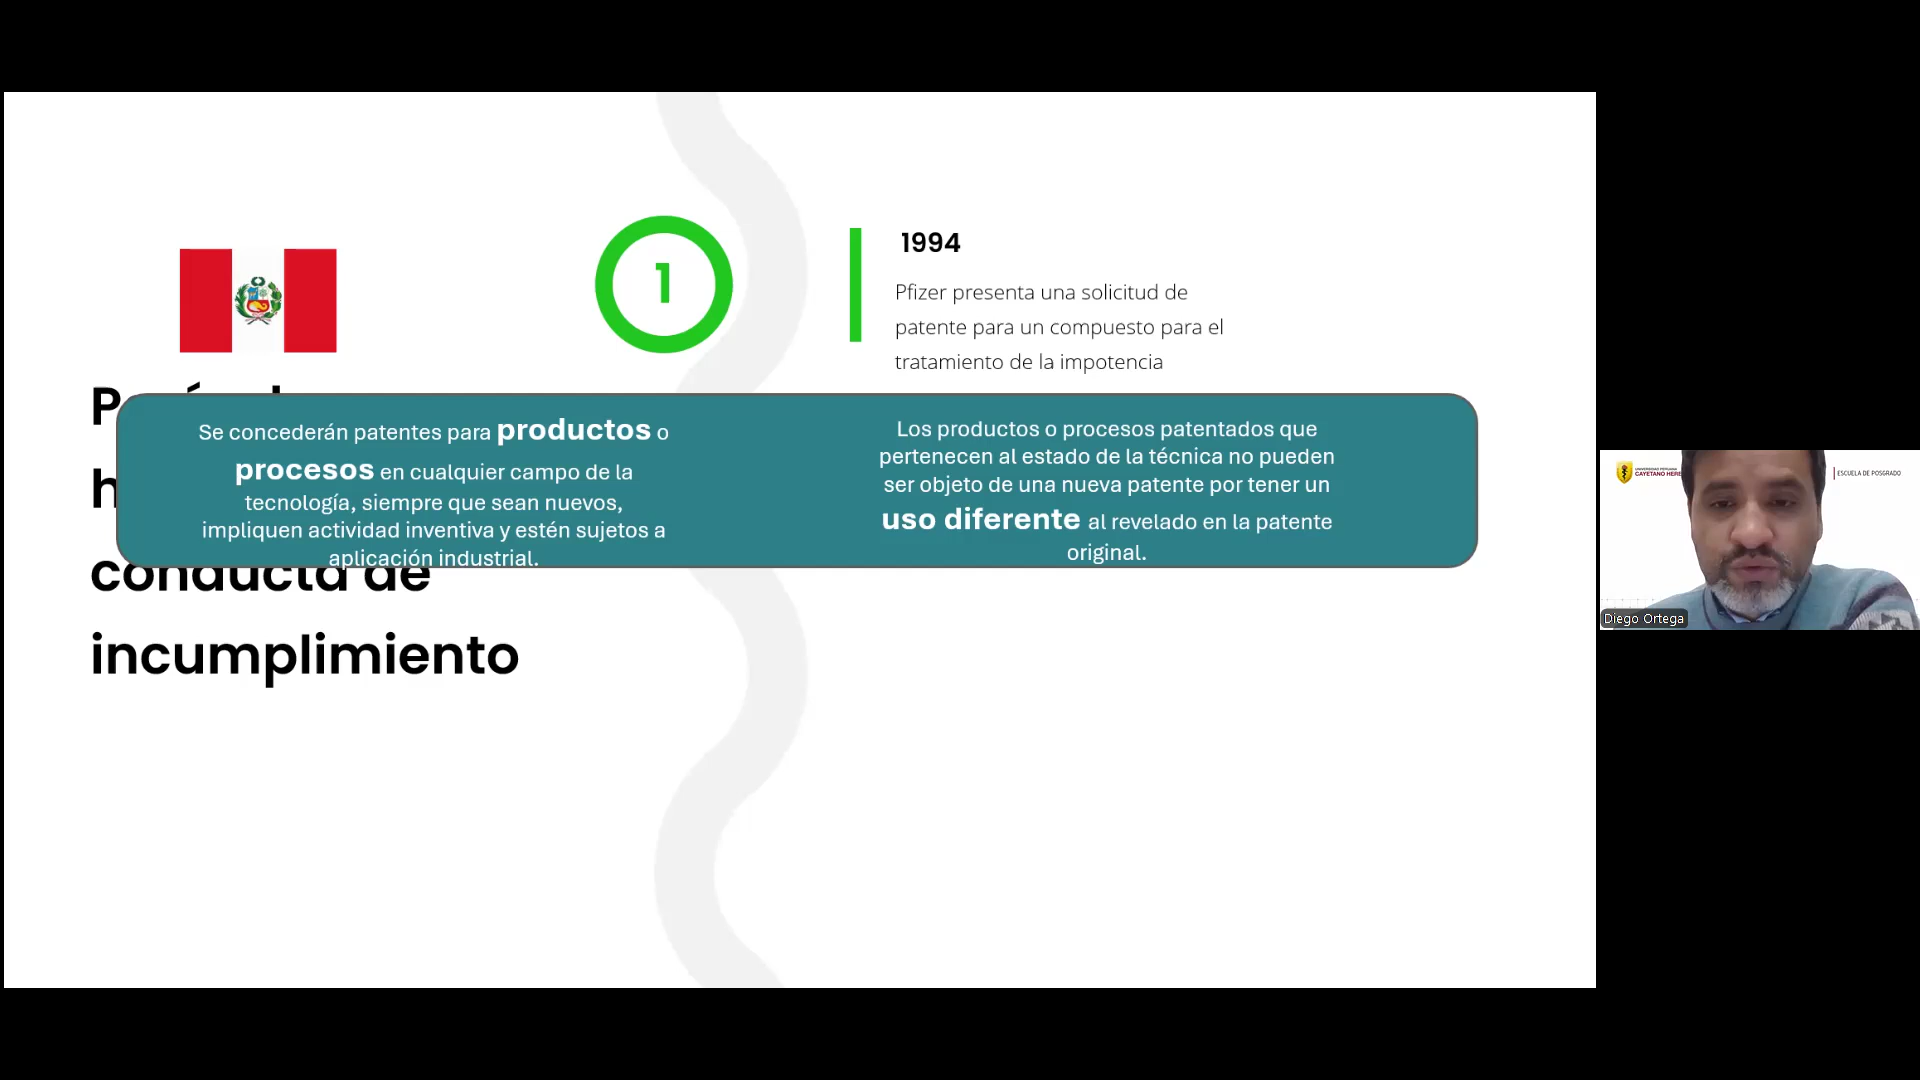 1
1994
Pfizer presenta una solicitud de
patente para un compuesto para el
tratamiento de la impotencia
Se concederán patentes para productos o
procesos en cualquier campo de la
tecnología, siempre que sean nuevos,
impliquen actividad inventiva y estén sujetos a
aplicación industrial.
Los productos o procesos patentados que
pertenecen al estado de la técnica no pueden
ser objeto de una nueva patente por tener un
uso diferente al revelado en la patente
original.
conducta de
incumplimiento
UNIVERSIDAD PERUANA
CAYETANO HERE
ESCUELA DE POSGRADO
Diego Ortega